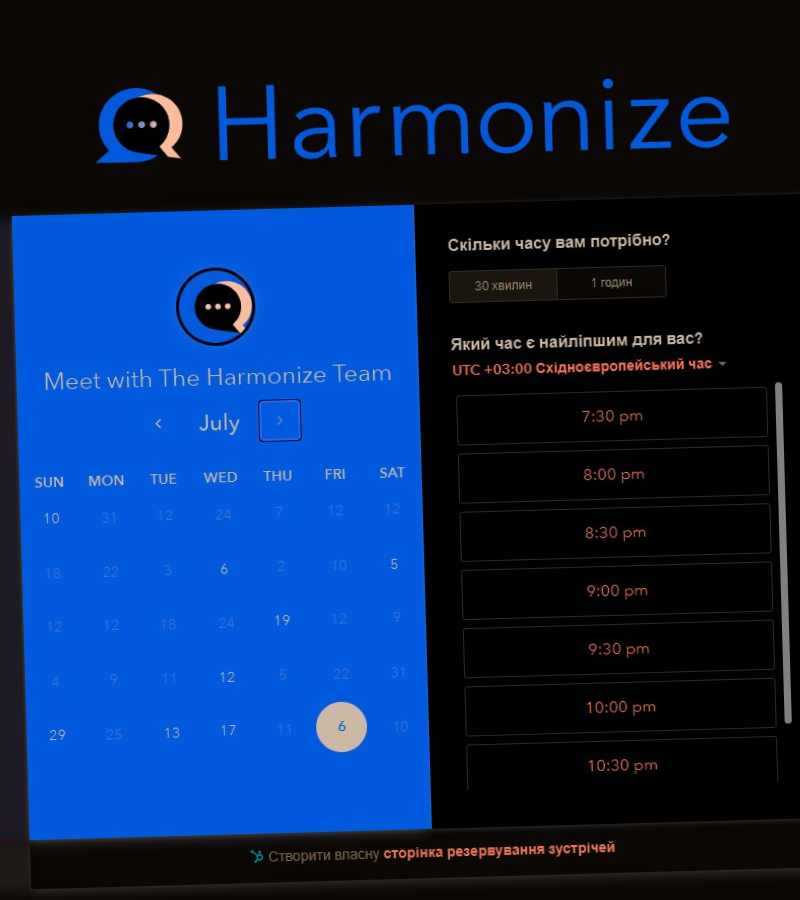 Harmonize
Meet with The Harmonize Team
July
SUN MON TUE WED THU FRI SAT
10 31 12 24 7 12 12
18 22 3 6 2 10 5
12 12 18 24 19 12 9
4 9 11 12 5 22 31
29 25 13 17 11 6 10
Скільки часу вам потрібно?
30 хвилин 1 годин
Який час є найліпшим для вас?
UTC +03:00 Східноєвропейський час
7:30 pm
8:00 pm
8:30 pm
9:00 pm
9:30 pm
10:00 pm
10:30 pm
Створити власну сторінка резервування зустрічей